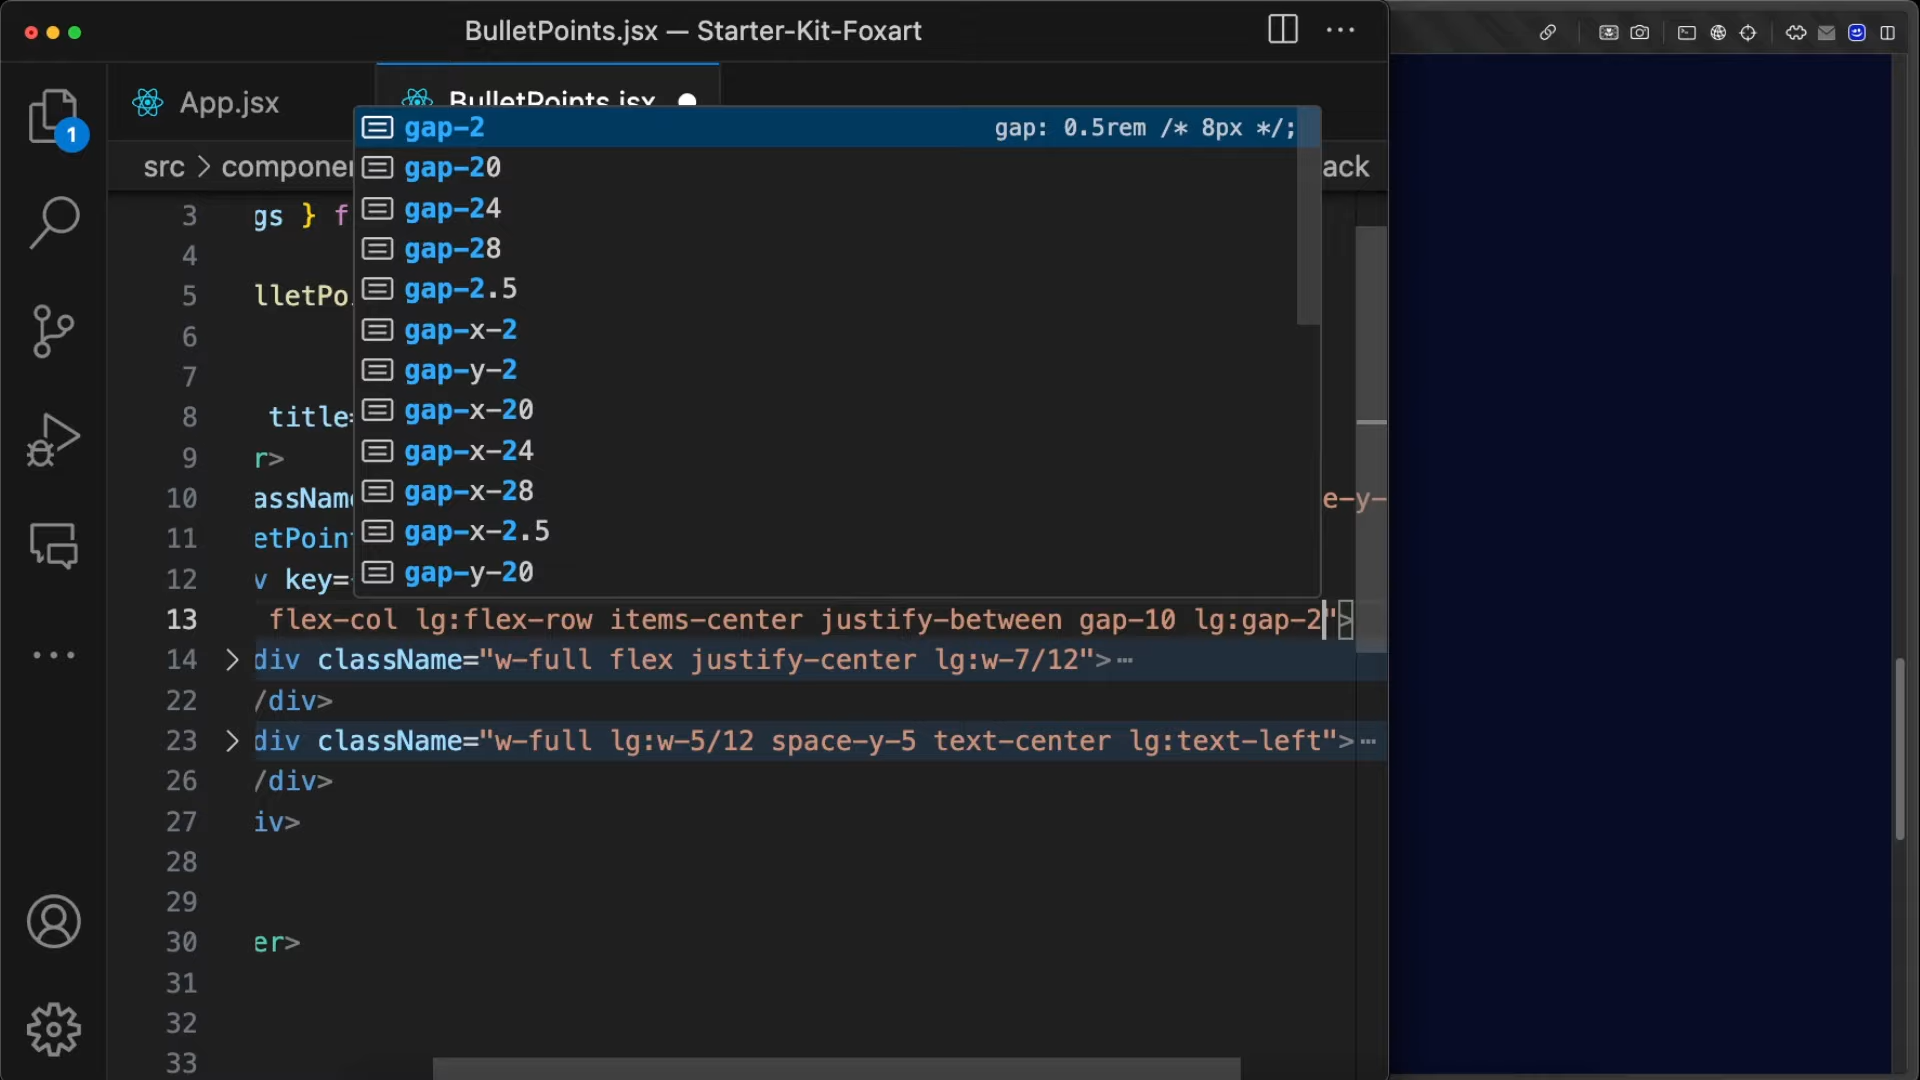 BulletPoints.jsx — Starter-Kit-Foxart
1
App.jsx
BulletPoints.jsx
src > componen
ack
gap-2 gap: 0.5rem /* 8px */;
gap-20
gap-24
gap-28
gap-2.5
gap-x-2
gap-y-2
gap-x-20
gap-x-24
gap-x-28
gap-x-2.5
gap-y-20
3 gs } f
4
5 lletPo
6
7
8 title=
9 r>
10 assName e-y-
11 etPoin
12 v key=
13 flex-col lg:flex-row items-center justify-between gap-10 lg:gap-2">
14 div className="w-full flex justify-center lg:w-7/12">
22 /div>
23 div className="w-full lg:w-5/12 space-y-5 text-center lg:text-left">
26 /div>
27 iv>
28
29
30 er>
31
32
33